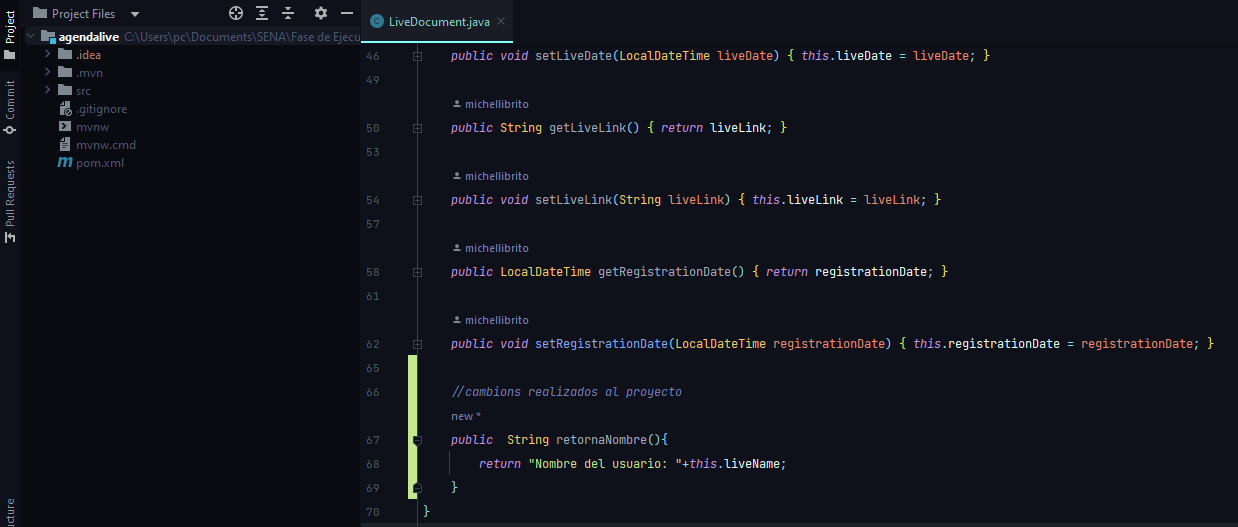 Project
Commit
Pull Requests
ucture
Project Files
agendalive C:\Users\pc\Documents\SENA\Fase de Ejecu
.idea
.mvn
src
.gitignore
mvnw
mvnw.cmd
pom.xml
LiveDocument.java
46 public void setLiveDate(LocalDateTime liveDate) { this.liveDate = liveDate; }
49
michellibrito
50 public String getLiveLink() { return liveLink; }
53
michellibrito
54 public void setLiveLink(String liveLink) { this.liveLink = liveLink; }
57
michellibrito
58 public LocalDateTime getRegistrationDate() { return registrationDate; }
61
michellibrito
62 public void setRegistrationDate(LocalDateTime registrationDate) { this.registrationDate = registrationDate; }
65
66 //cambions realizados al proyecto
new *
67 public  String retornaNombre(){
68 return "Nombre del usuario: "+this.liveName;
69 }
70 }